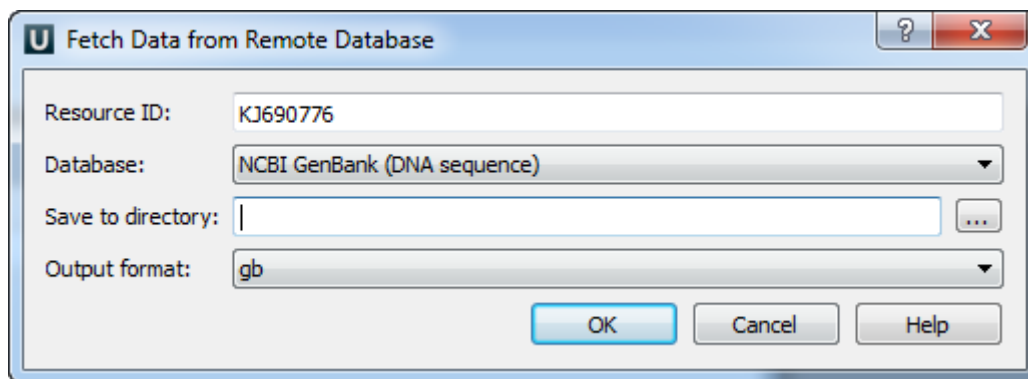 U Fetch Data from Remote Database ?
Resource ID: KJ690776
Database: NCBI GenBank (DNA sequence)
Save to directory: ...
Output format: gb
OK Cancel Help